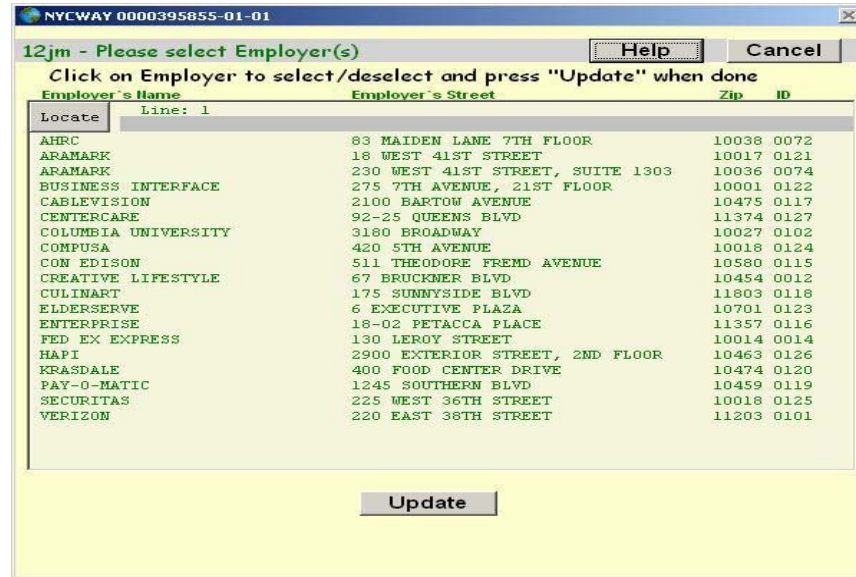 NYCWAY 0000395855-01-01
12jm - Please select Employer(s) Help Cancel
Click on Employer to select/deselect and press "Update" when done
Employer's Name Employer's Street Zip ID
Locate Line: 1
AHRC 83 MAIDEN LANE 7TH FLOOR 10038 0072
ARAMARK 18 WEST 41ST STREET 10017 0121
ARAMARK 230 WEST 41ST STREET, SUITE 1303 10036 0074
BUSINESS INTERFACE 275 7TH AVENUE, 21ST FLOOR 10001 0122
CABLEVISION 2100 BARTOW AVENUE 10475 0117
CENTERCARE 92-25 QUEENS BLVD 11374 0127
COLUMBIA UNIVERSITY 3180 BROADWAY 10027 0102
COMPUSA 420 5TH AVENUE 10018 0124
CON EDISON 511 THEODORE FREMD AVENUE 10580 0115
CREATIVE LIFESTYLE 67 BRUCKNER BLVD 10454 0012
CULINART 175 SUNNYSIDE BLVD 11803 0118
ELDERSERVE 6 EXECUTIVE PLAZA 10701 0123
ENTERPRISE 18-02 PETACCA PLACE 11357 0116
FED EX EXPRESS 130 LEROY STREET 10014 0014
HAPI 2900 EXTERIOR STREET, 2ND FLOOR 10463 0126
KRASDALE 400 FOOD CENTER DRIVE 10474 0120
PAY-O-MATIC 1245 SOUTHERN BLVD 10459 0119
SECURITAS 225 WEST 36TH STREET 10018 0125
VERIZON 220 EAST 38TH STREET 11203 0101
Update